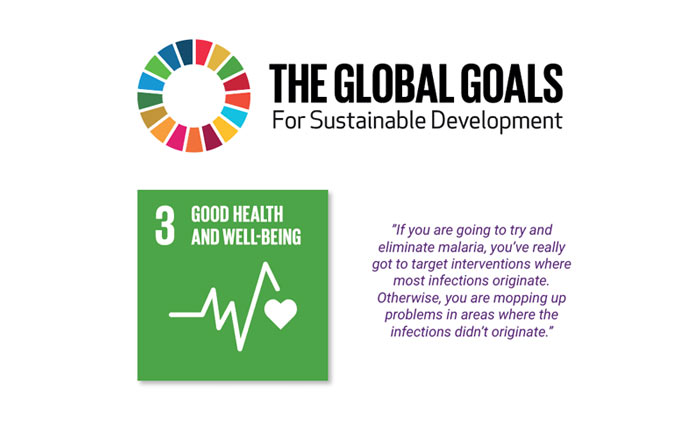 THE GLOBAL GOALS
For Sustainable Development
3 GOOD HEALTH
AND WELL-BEING
"If you are going to try and
eliminate malaria, you've really
got to target interventions where
most infections originate.
Otherwise, you are mopping up
problems in areas where the
infections didn't originate."